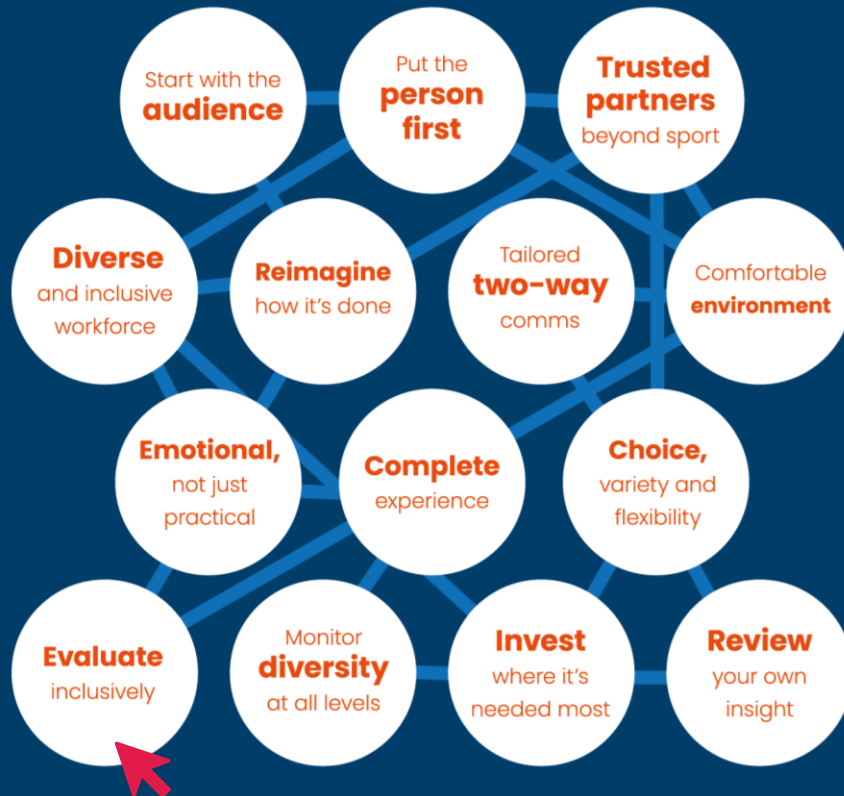 Start with the
audience
Put the
person
first
Trusted
partners
beyond sport
Diverse
and inclusive
workforce
Reimagine
how it's done
Tailored
two-way
comms
Comfortable
environment
Emotional,
not just
practical
Complete
experience
Choice,
variety and
flexibility
Evaluate
inclusively
Monitor
diversity
at all levels
Invest
where it's
needed most
Review
your own
insight